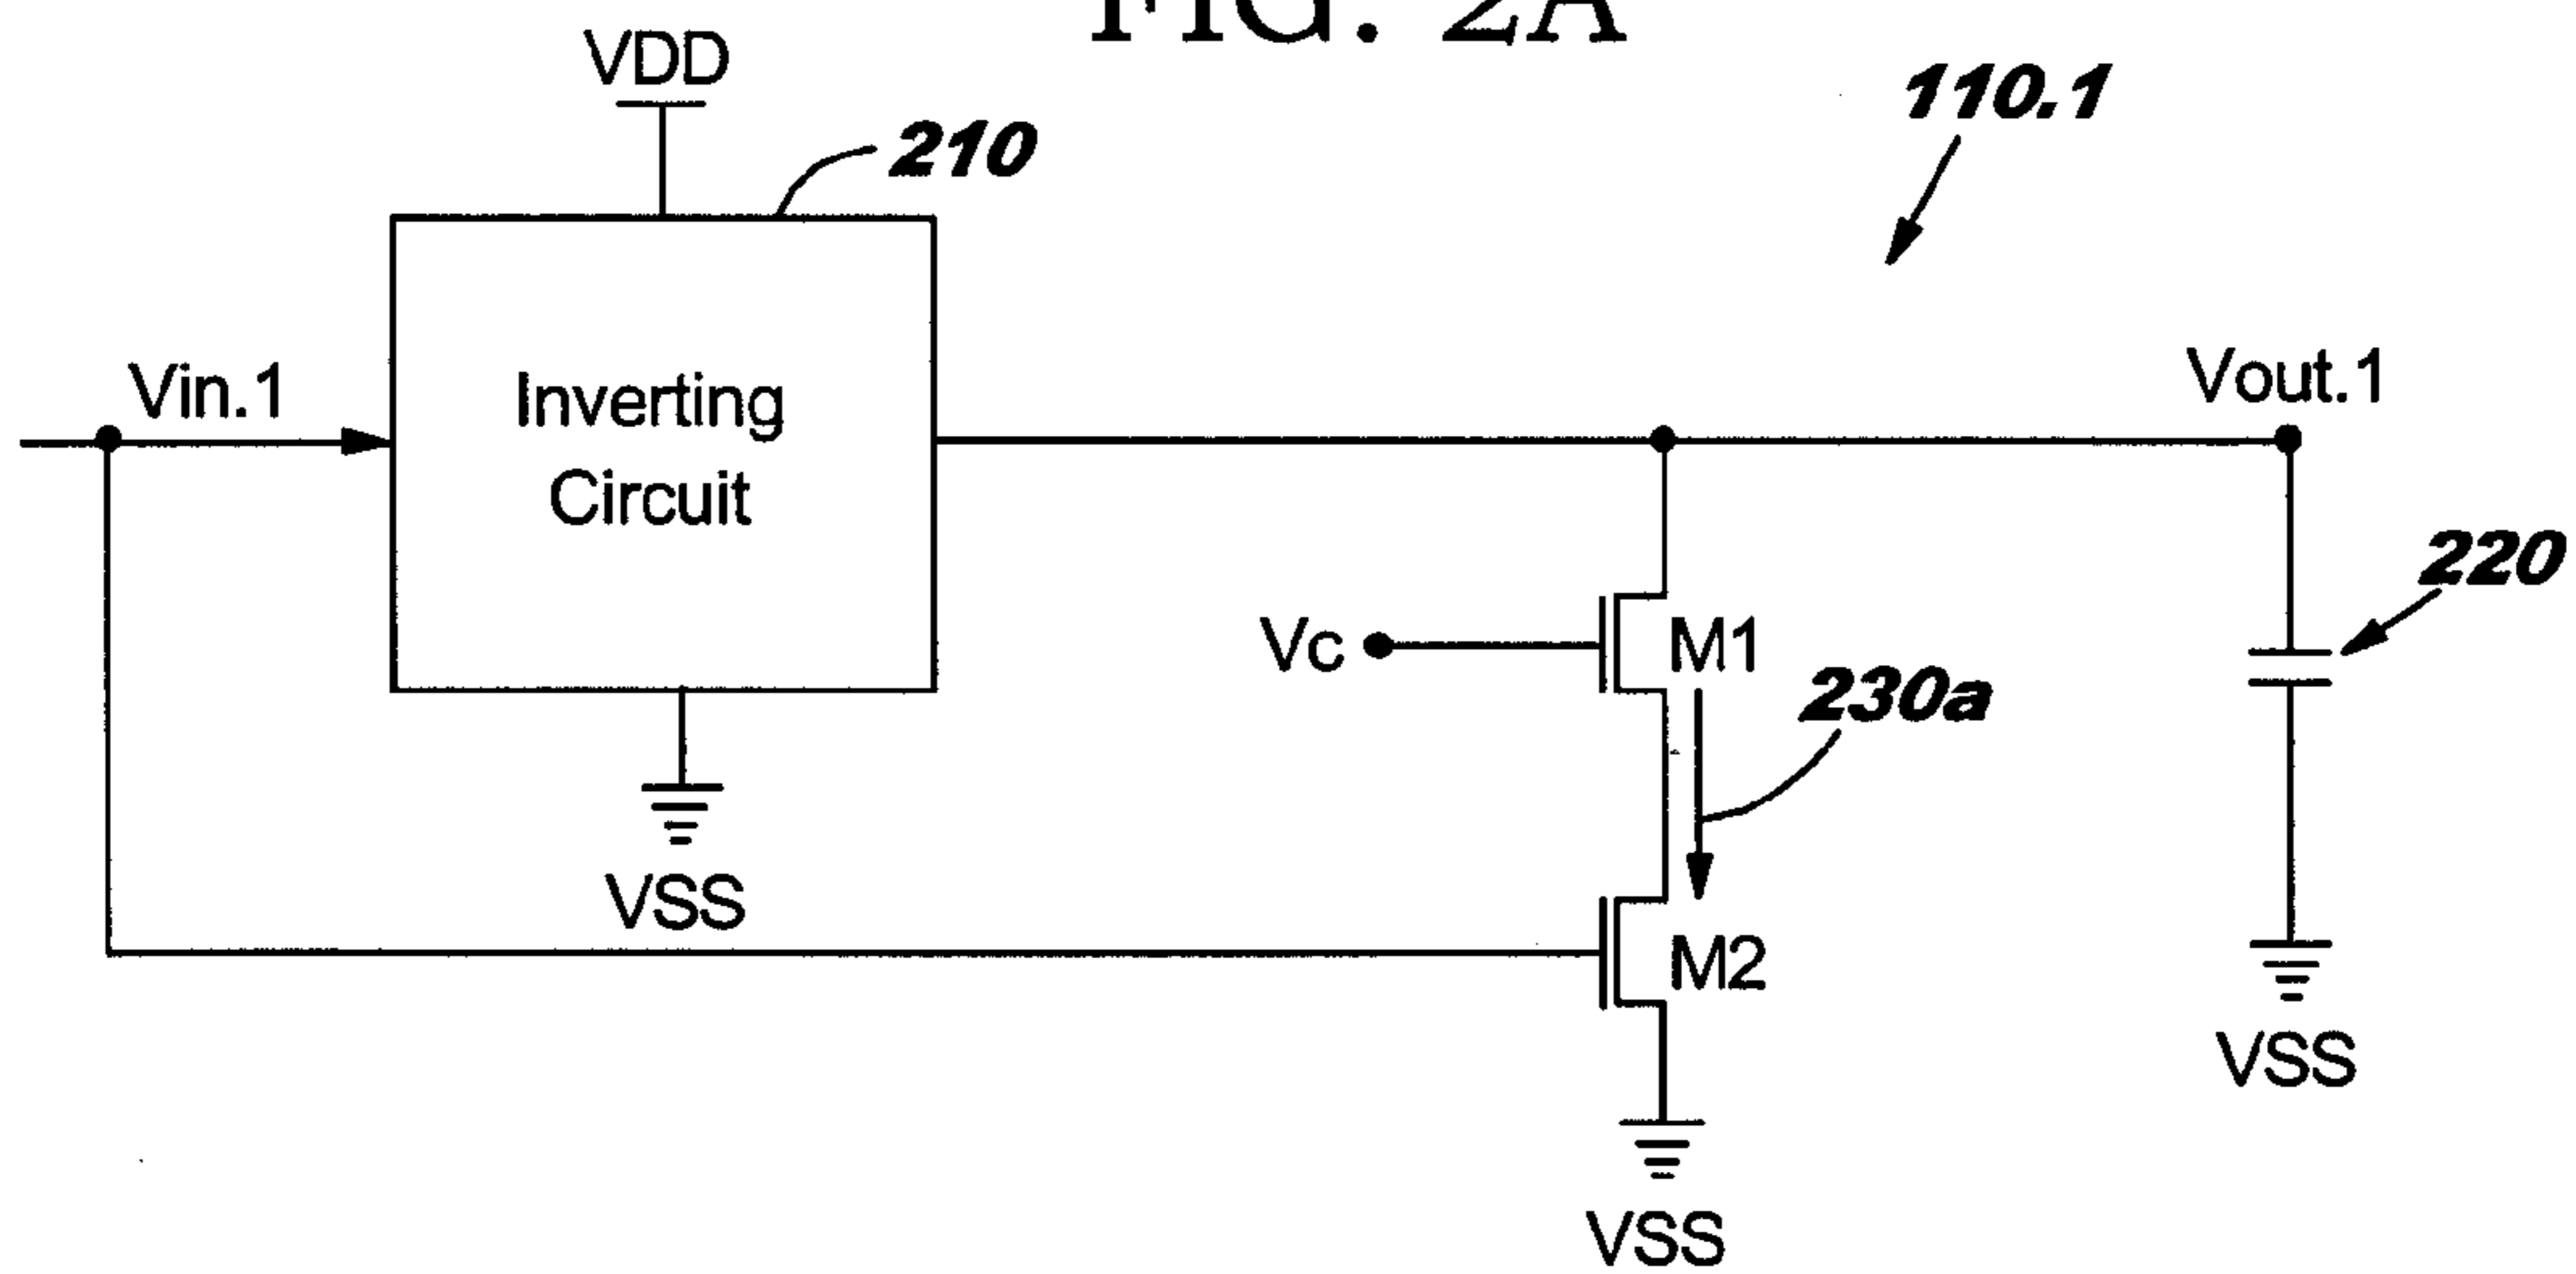 FIG. 2A
VDD
110.1
210
Vin.1
Inverting
Circuit
Vout.1
220
Vc
M1
230a
VSS
M2
VSS
VSS